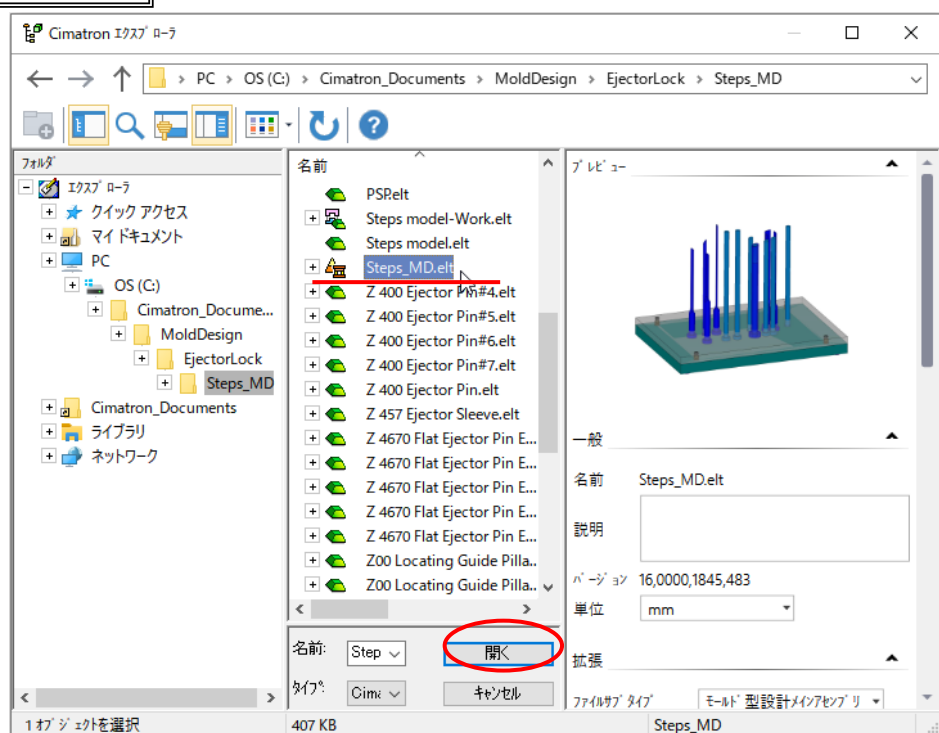 Cimatron エクスプローラ
PC > OS (C:) > Cimatron_Documents > MoldDesign > EjectorLock > Steps_MD
フォルダ
エクスプローラ
クイック アクセス
マイ ドキュメント
PC
OS (C:)
Cimatron_Docume...
MoldDesign
EjectorLock
Steps_MD
Cimatron_Documents
ライブラリ
ネットワーク
名前
PSP.elt
Steps model-Work.elt
Steps model.elt
Steps_MD.elt
Z 400 Ejector Pin#4.elt
Z 400 Ejector Pin#5.elt
Z 400 Ejector Pin#6.elt
Z 400 Ejector Pin#7.elt
Z 400 Ejector Pin.elt
Z 457 Ejector Sleeve.elt
Z 4670 Flat Ejector Pin E...
Z 4670 Flat Ejector Pin E...
Z 4670 Flat Ejector Pin E...
Z 4670 Flat Ejector Pin E...
Z 4670 Flat Ejector Pin E...
Z00 Locating Guide Pilla..
Z00 Locating Guide Pilla..
名前: Step 開く
タイプ: Cima キャンセル
プレビュー
一般
名前 Steps_MD.elt
説明
バージョン 16,0000,1845,483
単位 mm
拡張
ファイルサブタイプ モールド型設計メインアセンブリ
1 オブジェクトを選択 407 KB Steps_MD